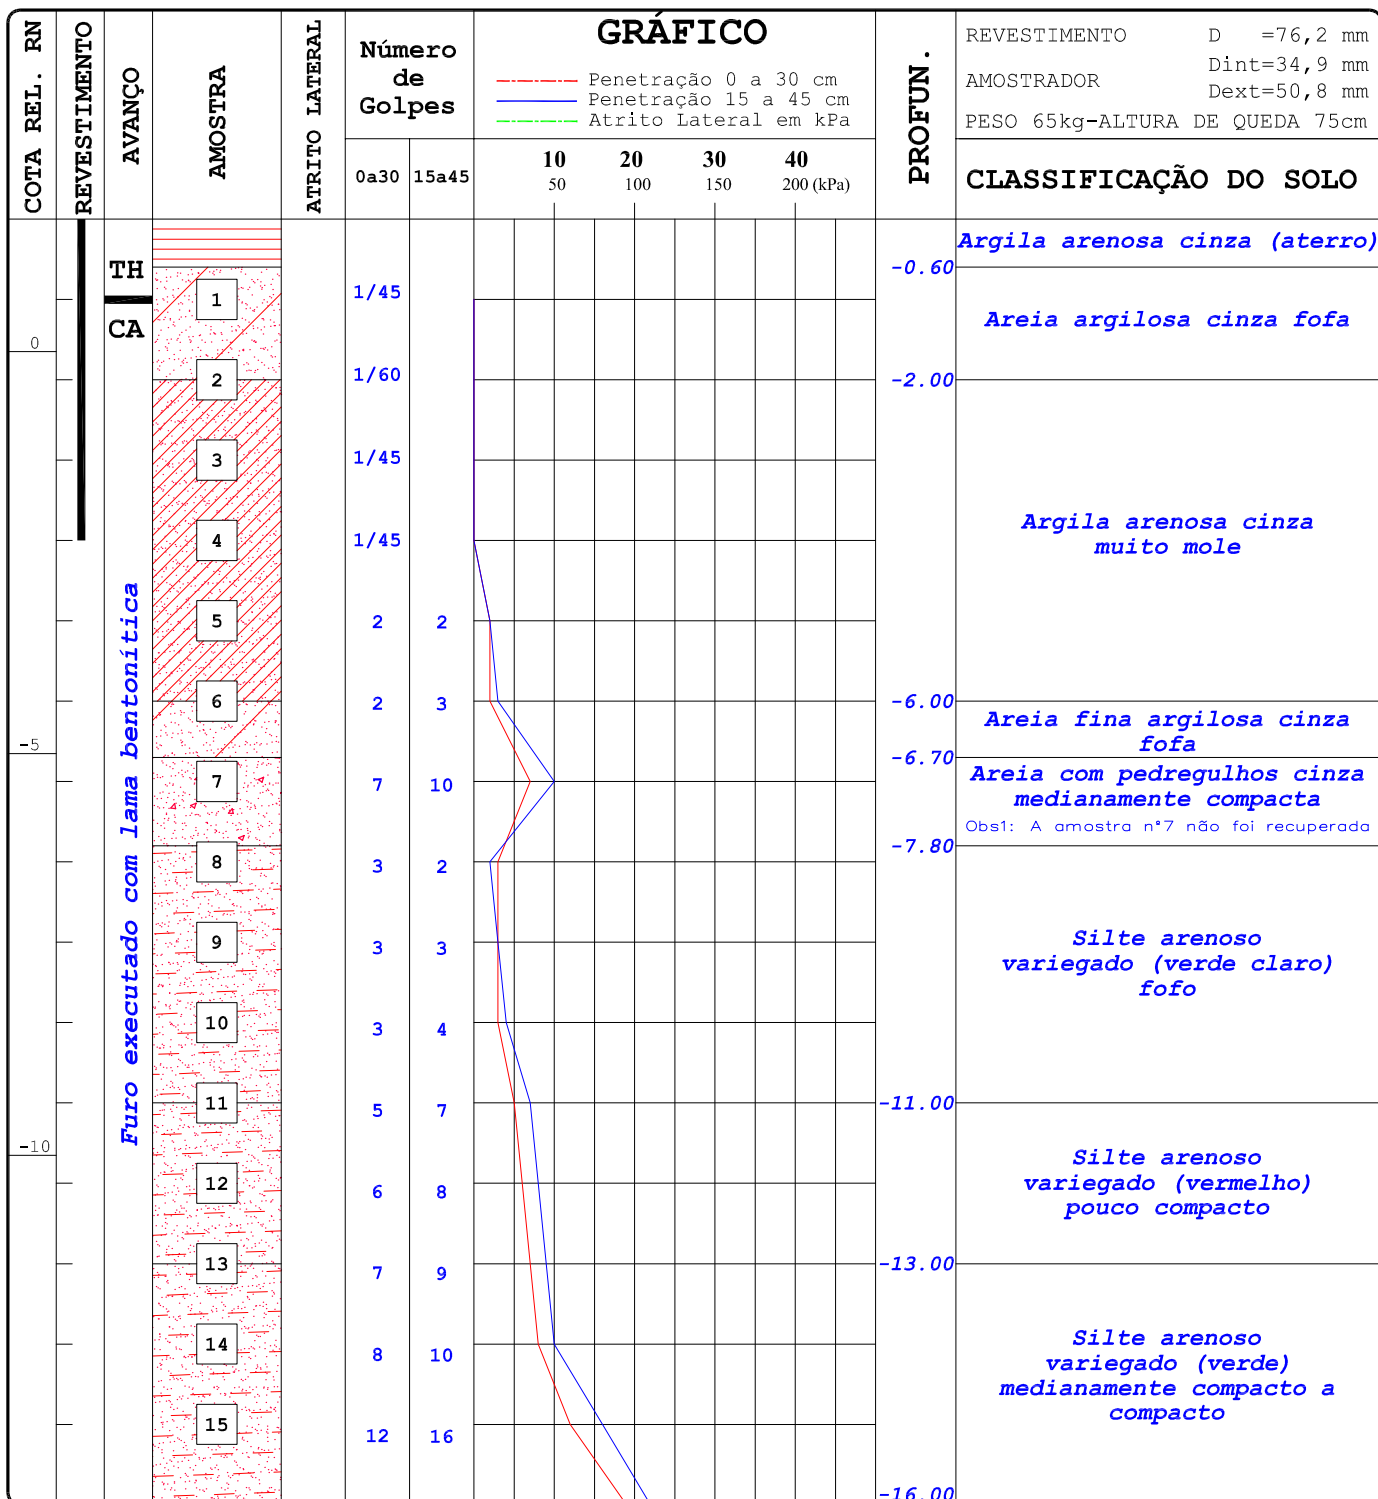 COTA REL. RN
REVESTIMENTO
AVANÇO
AMOSTRA
ATRITO LATERAL
Número
de
Golpes
0a30 15a45
GRÁFICO
Penetração 0 a 30 cm
Penetração 15 a 45 cm
Atrito Lateral em kPa
10 20 30 40
50 100 150 200 (kPa)
PROFUN.
REVESTIMENTO D =76,2 mm
AMOSTRADOR Dint=34,9 mm
Dext=50,8 mm
PESO 65kg-ALTURA DE QUEDA 75cm
CLASSIFICAÇÃO DO SOLO
Argila arenosa cinza (aterro)
TH
-0.60
1 1/45
Areia argilosa cinza fofa
CA
0
2 1/60
-2.00
3 1/45
4 1/45
Argila arenosa cinza
muito mole
Furo executado com lama bentonítica
5 2 2
6 2 3
-6.00
Areia fina argilosa cinza
fofa
-5
-6.70
7 7 10
Areia com pedregulhos cinza
medianamente compacta
Obs1: A amostra nº7 não foi recuperada
-7.80
8 3 2
9 3 3
Silte arenoso
variegado (verde claro)
fofo
10 3 4
11 5 7
-11.00
-10
12 6 8
Silte arenoso
variegado (vermelho)
pouco compacto
13 7 9
-13.00
14 8 10
Silte arenoso
variegado (verde)
medianamente compacto a
compacto
15 12 16
-16.00